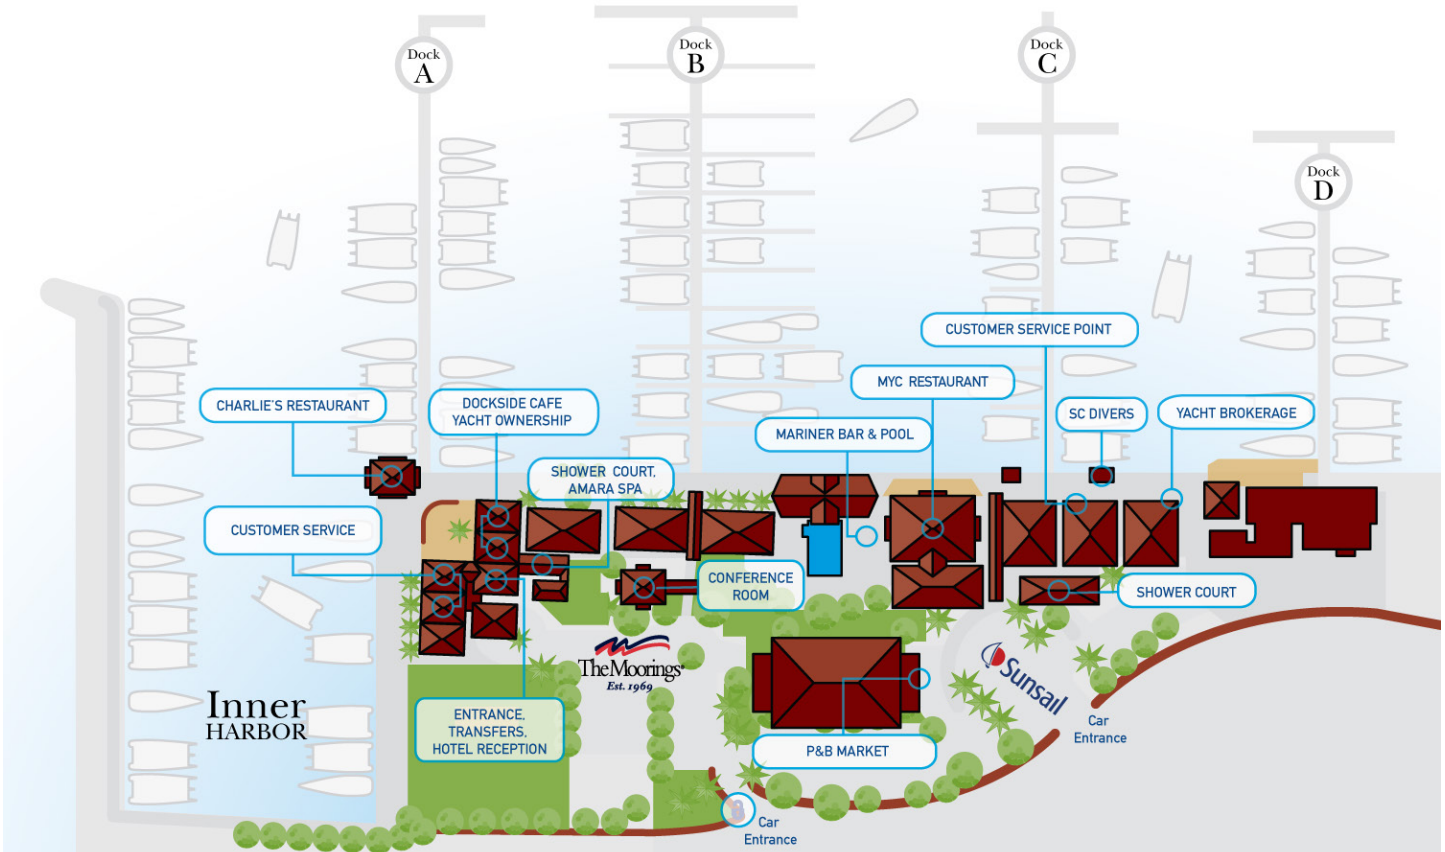 Dock
A
Dock
B
Dock
C
Dock
D
CUSTOMER SERVICE POINT
MYC RESTAURANT
CHARLIE'S RESTAURANT
DOCKSIDE CAFE
YACHT OWNERSHIP
MARINER BAR & POOL
SC DIVERS
YACHT BROKERAGE
SHOWER COURT,
AMARA SPA
CUSTOMER SERVICE
CONFERENCE
ROOM
SHOWER COURT
The Moorings®
Est. 1969
Sunsail
Inner
HARBOR
ENTRANCE,
TRANSFERS,
HOTEL RECEPTION
P&B MARKET
Car
Entrance
Car
Entrance